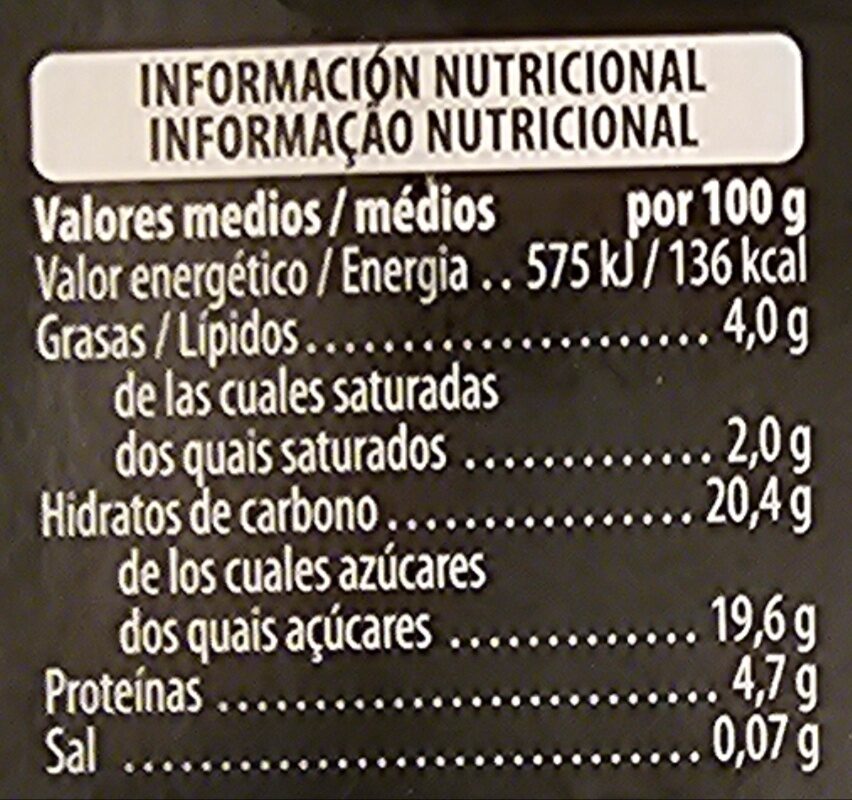 INFORMACIÓN NUTRICIONAL
INFORMAÇÃO NUTRICIONAL
Valores medios / médios por 100 g
Valor energético / Energia .. 575 kJ / 136 kcal
Grasas / Lípidos..................... 4,0 g
de las cuales saturadas
dos quais saturados ............. 2,0 g
Hidratos de carbono ................ 20,4 g
de los cuales azúcares
dos quais açúcares ............. 19,6 g
Proteínas .......................... 4,7 g
Sal .............................. 0,07 g